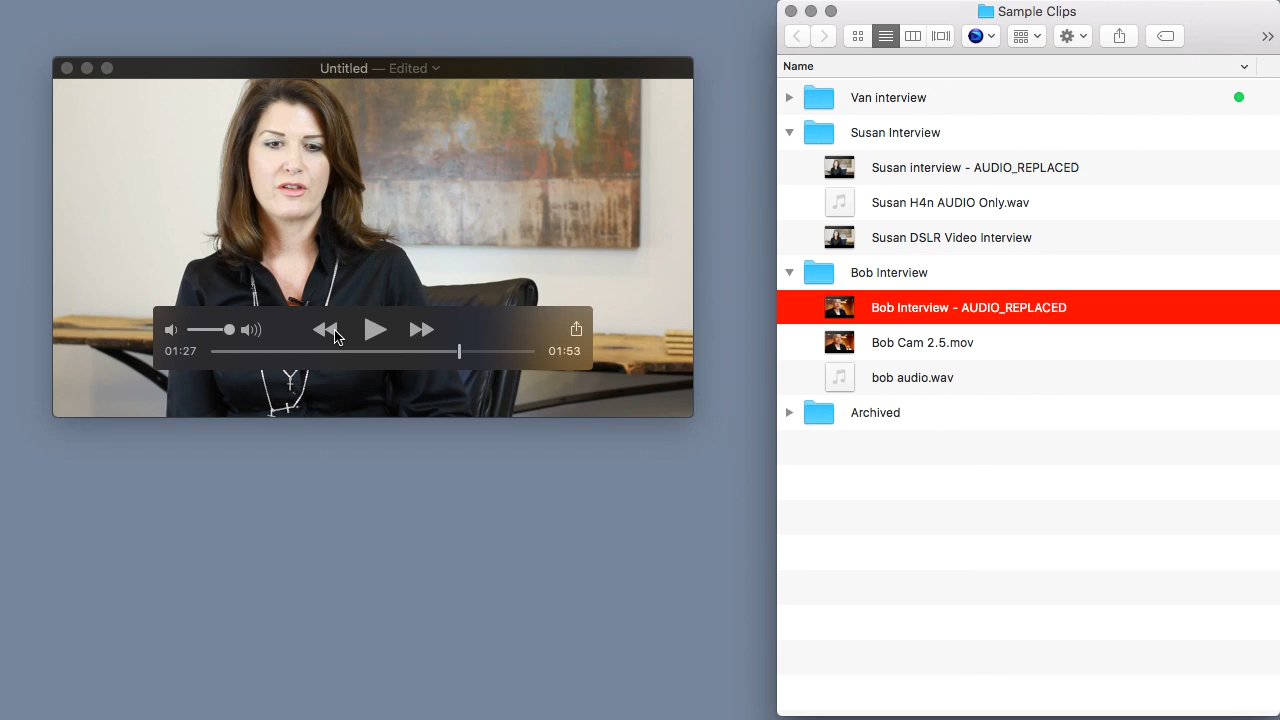 Untitled — Edited
01:27
01:53
Sample Clips
Name
Van interview
Susan Interview
Susan interview - AUDIO_REPLACED
Susan H4n AUDIO Only.wav
Susan DSLR Video Interview
Bob Interview
Bob Interview - AUDIO_REPLACED
Bob Cam 2.5.mov
bob audio.wav
Archived